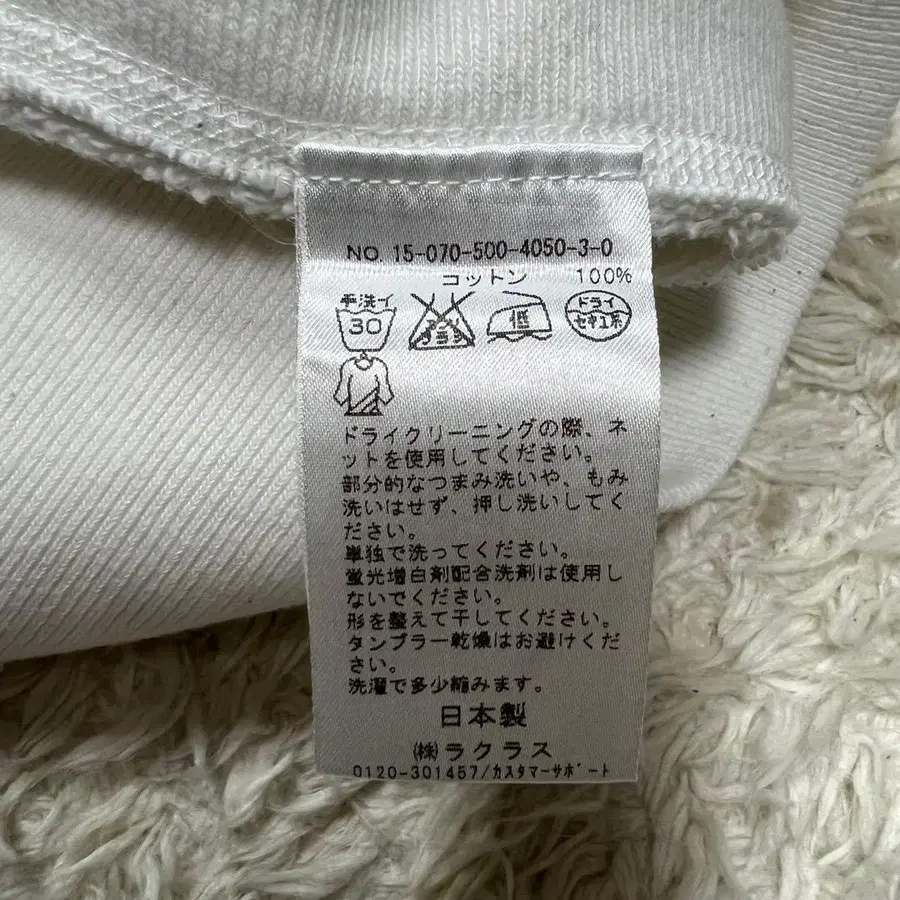 NO. 15-070-500-4050-3-0
コットン 100%
手洗イ
30
エンソ
サラシ
低
ドライ
セキユ系
ドライクリーニングの際、ネ
ットを使用してください。
部分的なつまみ洗いや、もみ
洗いはせず、押し洗いしてく
ださい。
単独で洗ってください。
蛍光増白剤配合洗剤は使用し
ないでください。
形を整えて干してください。
タンブラー乾燥はお避けくだ
さい。
洗濯で多少縮みます。
日本製
㈱ラクラス
0120-301457/カスタマーサポート